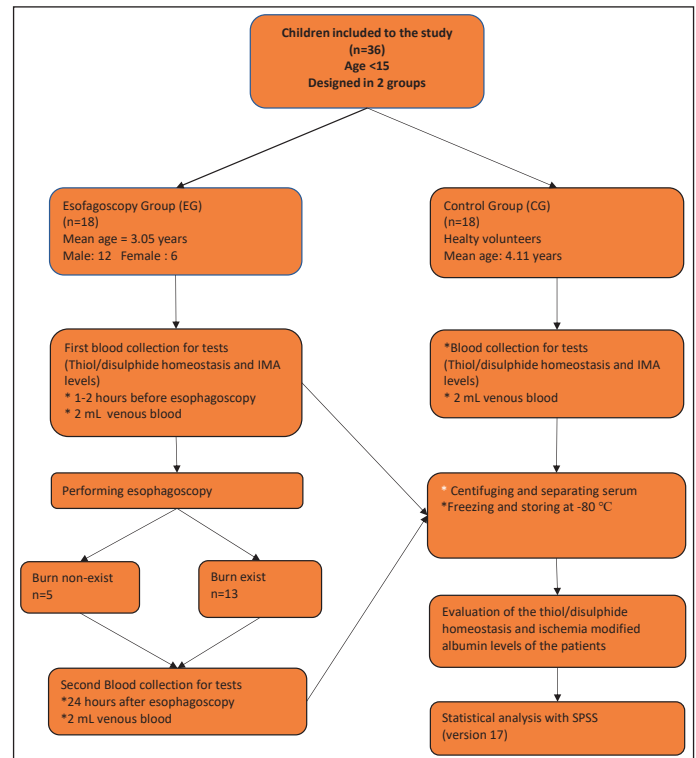 Children included to the study
(n=36)
Age <15
Designed in 2 groups
Esofagoscopy Group (EG)
(n=18)
Mean age = 3.05 years
Male: 12 Female : 6
Control Group (CG)
(n=18)
Healty volunteers
Mean age: 4.11 years
First blood collection for tests
(Thiol/disulphide homeostasis and IMA
levels)
* 1-2 hours before esophagoscopy
* 2 mL venous blood
*Blood collection for tests
(Thiol/disulphide homeostasis and IMA
levels)
* 2 mL venous blood
Performing esophagoscopy
* Centifuging and separating serum
*Freezing and storing at -80 °C
Burn non-exist
n=5
Burn exist
n=13
Evaluation of the thiol/disulphide
homeostasis and ischemia modified
albumin levels of the patients
Second Blood collection for tests
*24 hours after esophagoscopy
*2 mL venous blood
Statistical analysis with SPSS
(version 17)